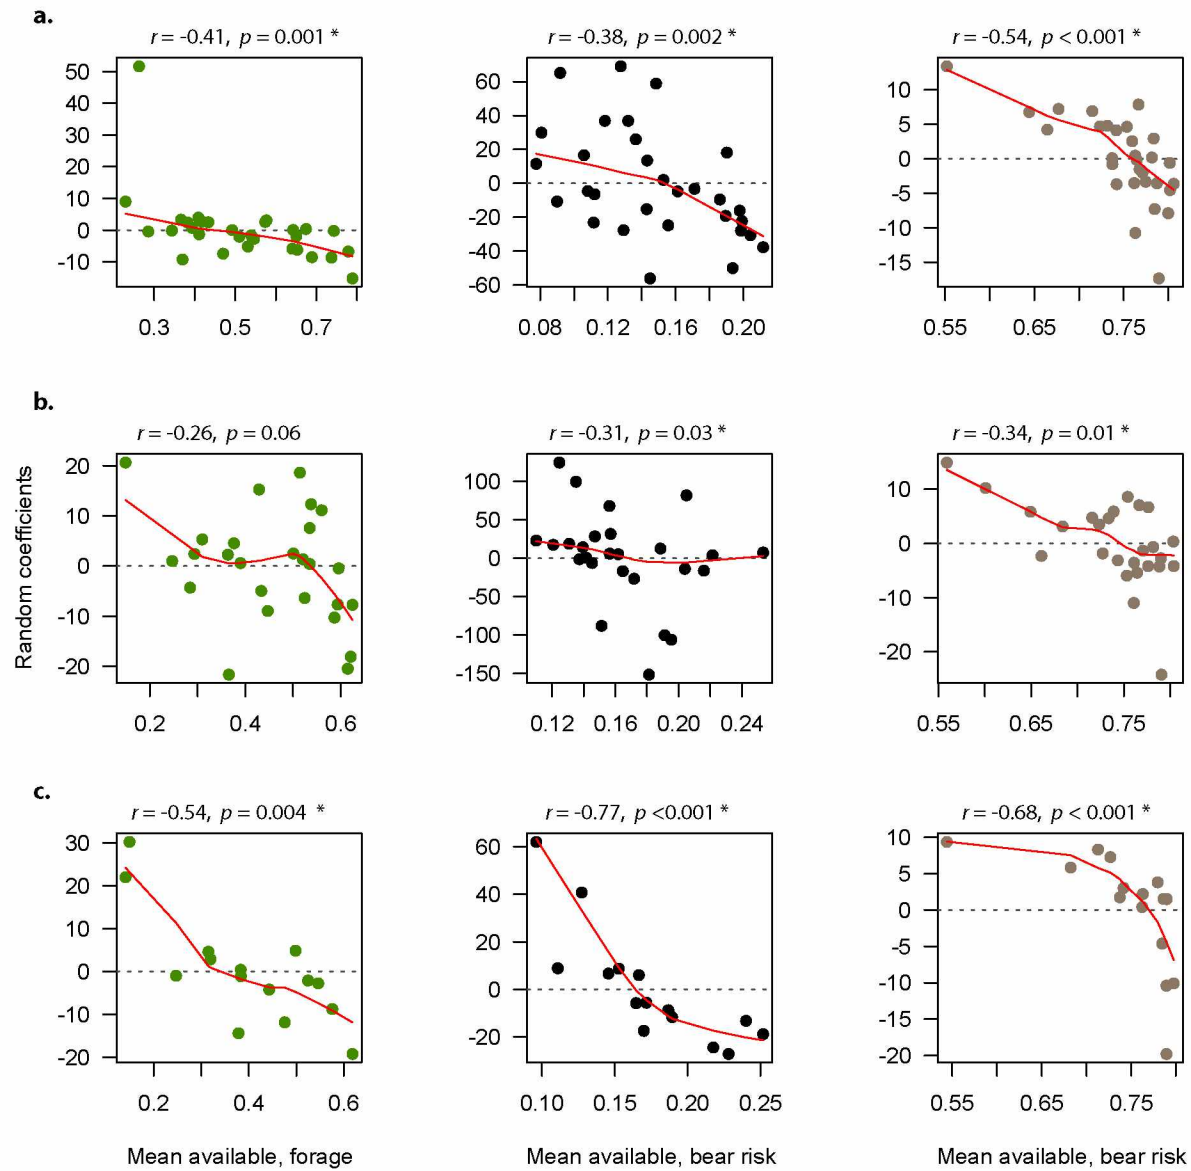 a.
r = -0.41, p = 0.001 *
r = -0.38, p = 0.002 *
r = -0.54, p < 0.001 *
50
40
30
20
10
0
-10
0.3 0.5 0.7
60
40
20
0
-20
-40
-60
0.08 0.12 0.16 0.20
10
5
0
-5
-10
-15
0.55 0.65 0.75
b.
r = -0.26, p = 0.06
r = -0.31, p = 0.03 *
r = -0.34, p = 0.01 *
Random coefficients
20
10
0
-10
-20
0.2 0.4 0.6
100
50
0
-50
-100
-150
0.12 0.16 0.20 0.24
10
0
-10
-20
0.55 0.65 0.75
c.
r = -0.54, p = 0.004 *
r = -0.77, p <0.001 *
r = -0.68, p < 0.001 *
30
20
10
0
-10
-20
0.2 0.4 0.6
Mean available, forage
60
40
20
0
-20
0.10 0.15 0.20 0.25
Mean available, bear risk
10
5
0
-5
-10
-15
-20
0.55 0.65 0.75
Mean available, bear risk